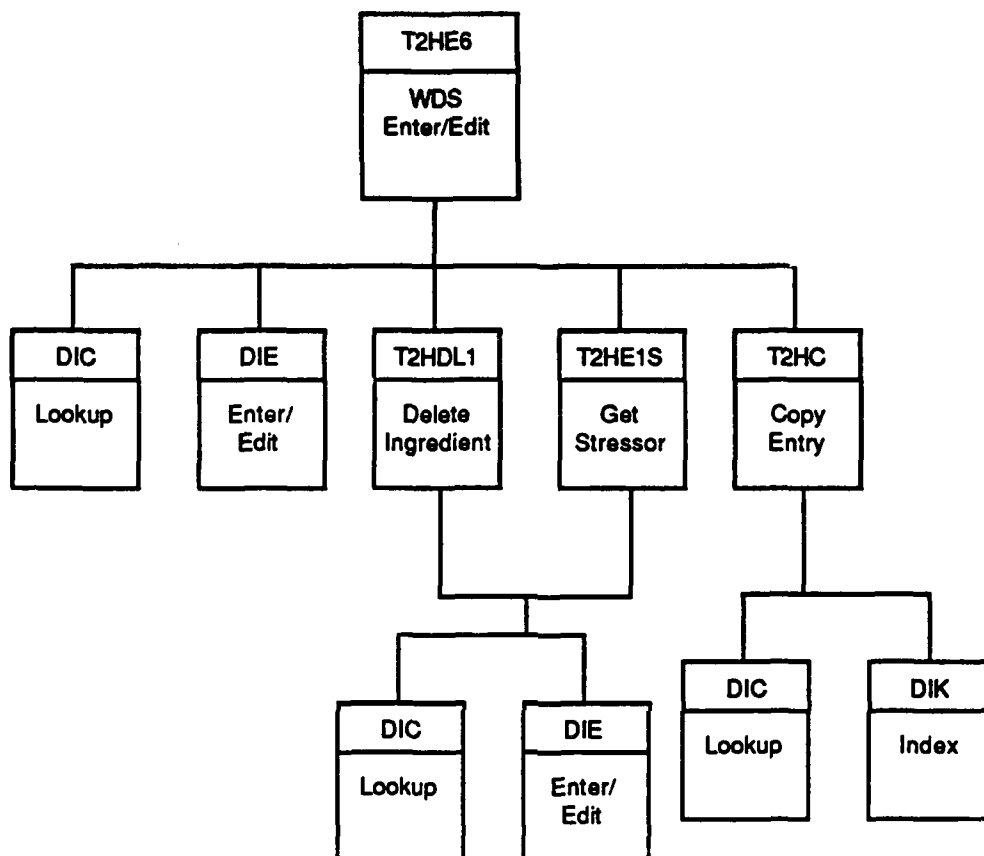 T2HE6
WDS
Enter/Edit
DIC
Lookup
DIE
Enter/
Edit
T2HDL1
Delete
Ingredient
T2HE1S
Get
Stressor
T2HC
Copy
Entry
DIC
Lookup
DIE
Enter/
Edit
DIC
Lookup
DIK
Index